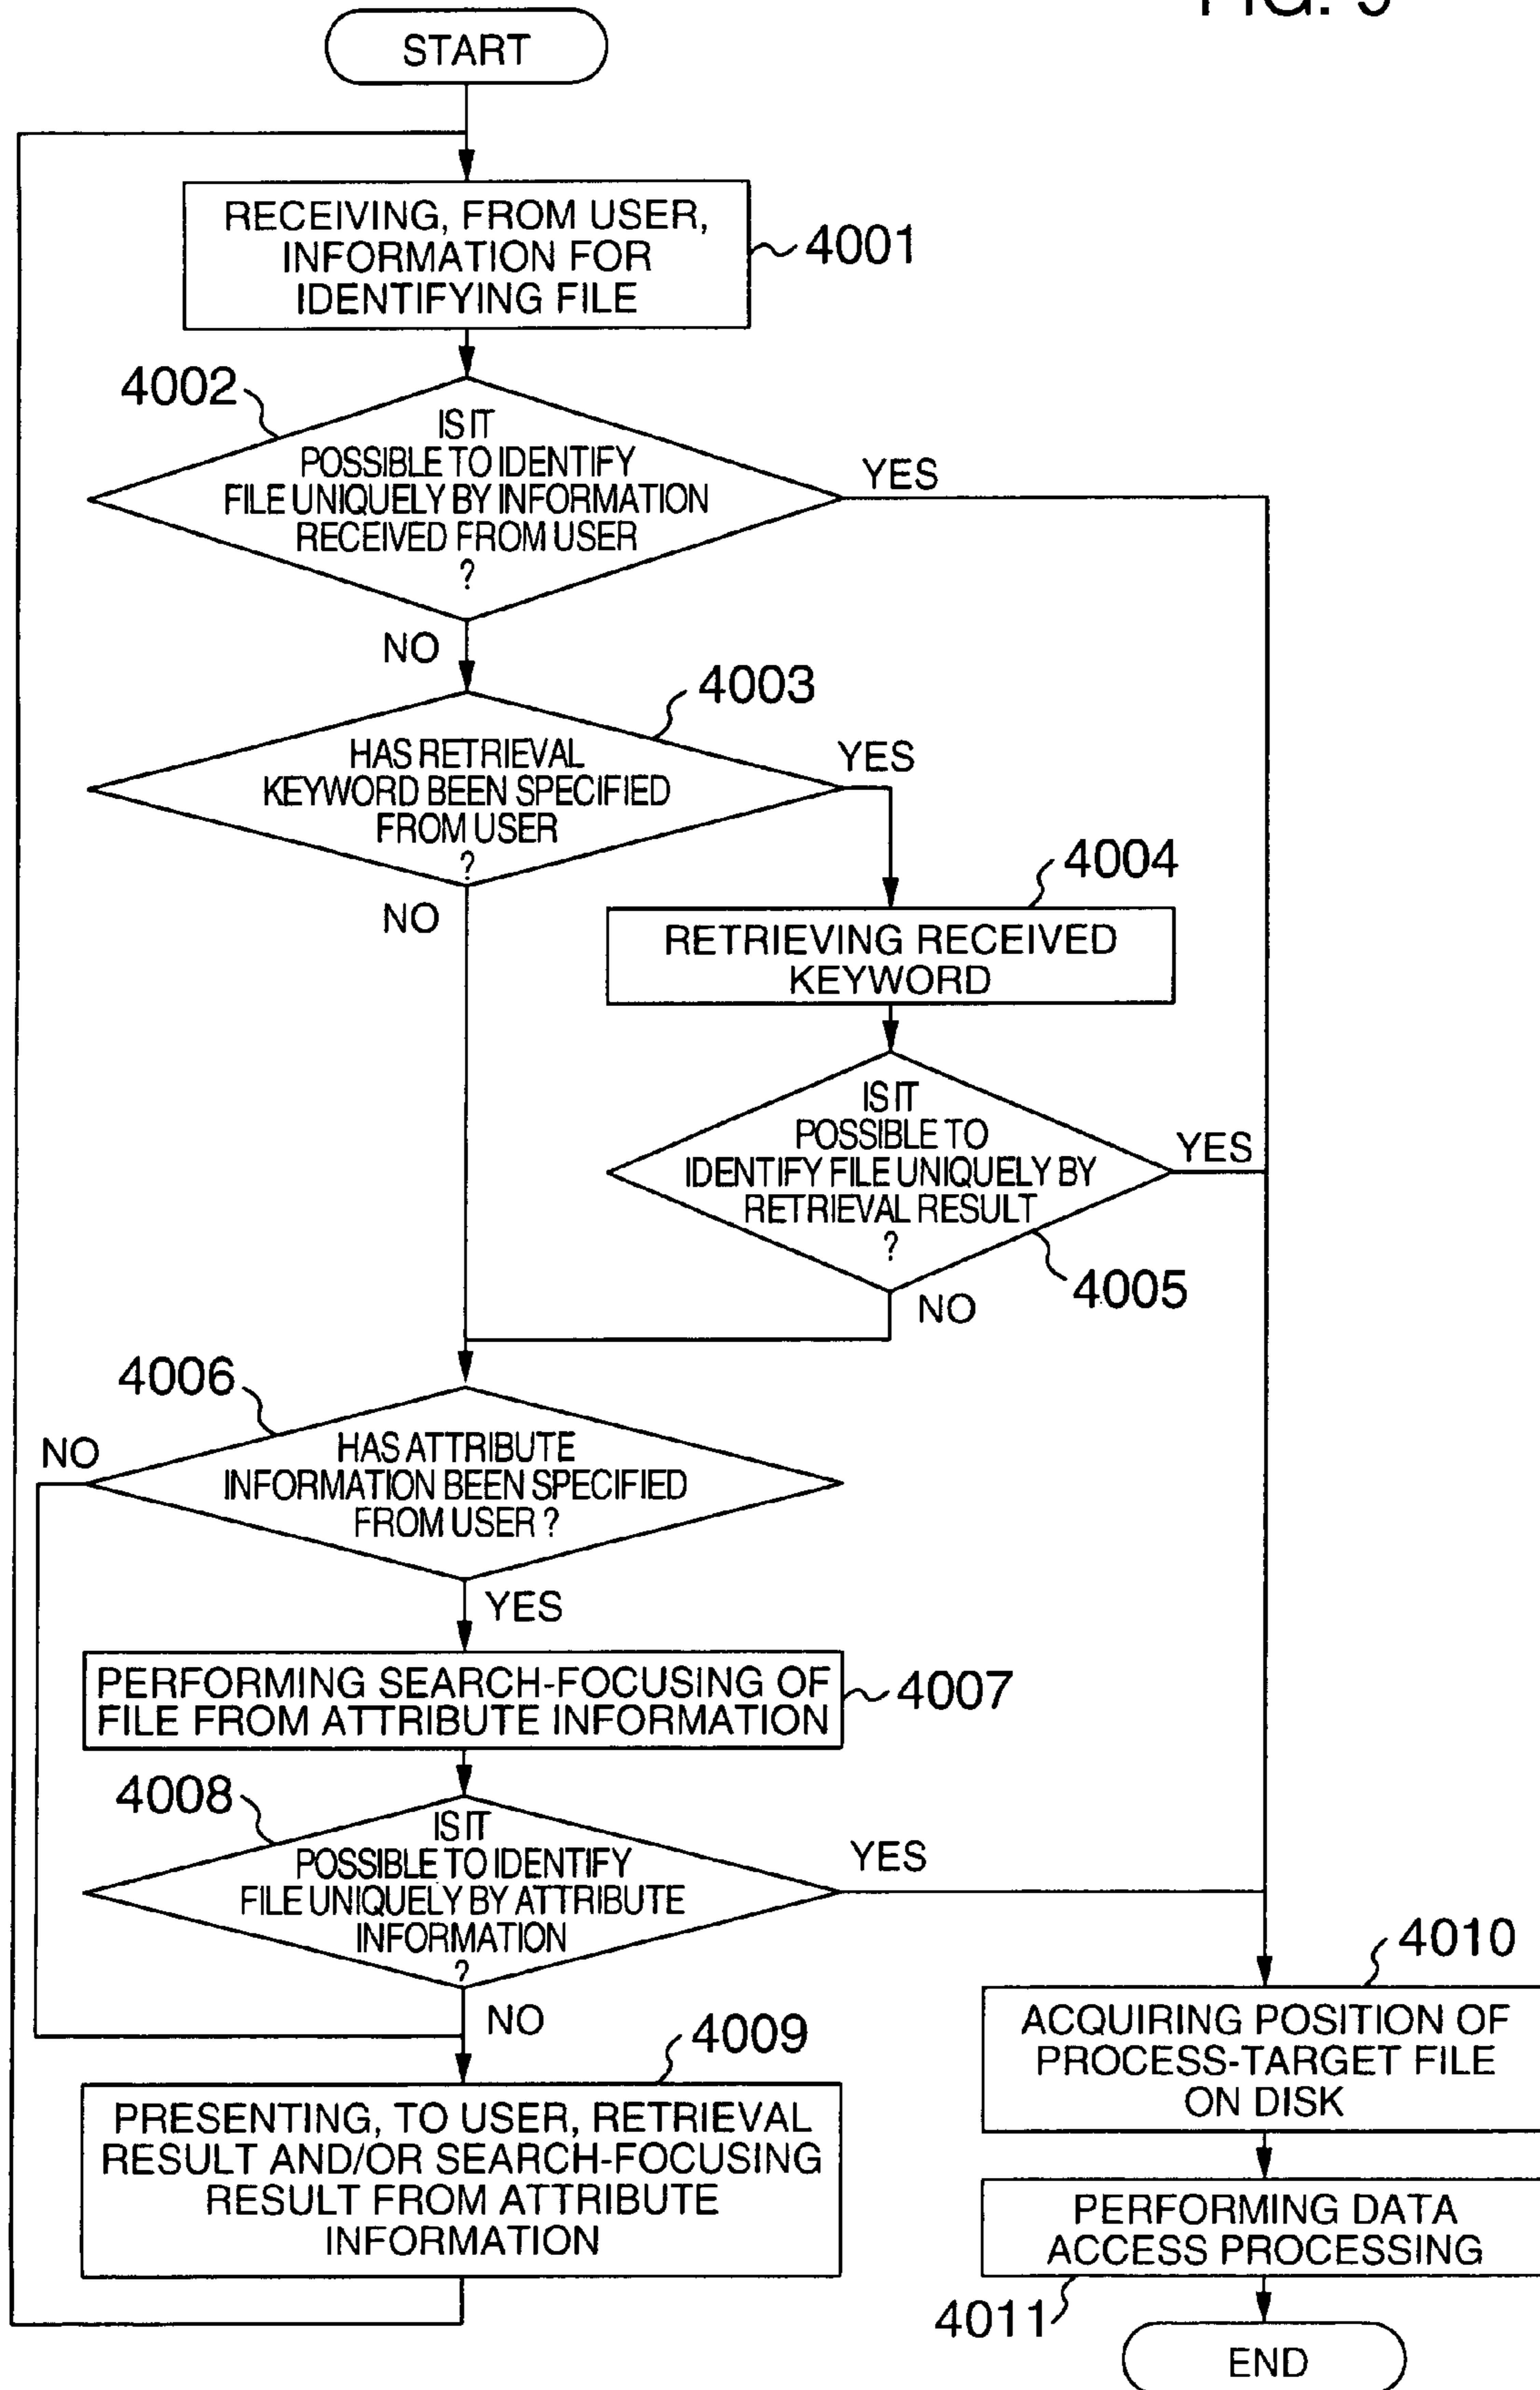 FIG. 9
START
RECEIVING, FROM USER,
INFORMATION FOR
IDENTIFYING FILE
4001
4002
IS IT
POSSIBLE TO IDENTIFY
FILE UNIQUELY BY INFORMATION
RECEIVED FROM USER
?
YES
NO
4003
HAS RETRIEVAL
KEYWORD BEEN SPECIFIED
FROM USER
?
YES
NO
4004
RETRIEVING RECEIVED
KEYWORD
IS IT
POSSIBLE TO
IDENTIFY FILE UNIQUELY BY
RETRIEVAL RESULT
?
YES
4005
NO
4006
NO
HAS ATTRIBUTE
INFORMATION BEEN SPECIFIED
FROM USER ?
YES
PERFORMING SEARCH-FOCUSING OF
FILE FROM ATTRIBUTE INFORMATION
4007
4008
IS IT
POSSIBLE TO IDENTIFY
FILE UNIQUELY BY ATTRIBUTE
INFORMATION
?
YES
NO
4009
PRESENTING, TO USER, RETRIEVAL
RESULT AND/OR SEARCH-FOCUSING
RESULT FROM ATTRIBUTE
INFORMATION
4010
ACQUIRING POSITION OF
PROCESS-TARGET FILE
ON DISK
PERFORMING DATA
ACCESS PROCESSING
4011
END